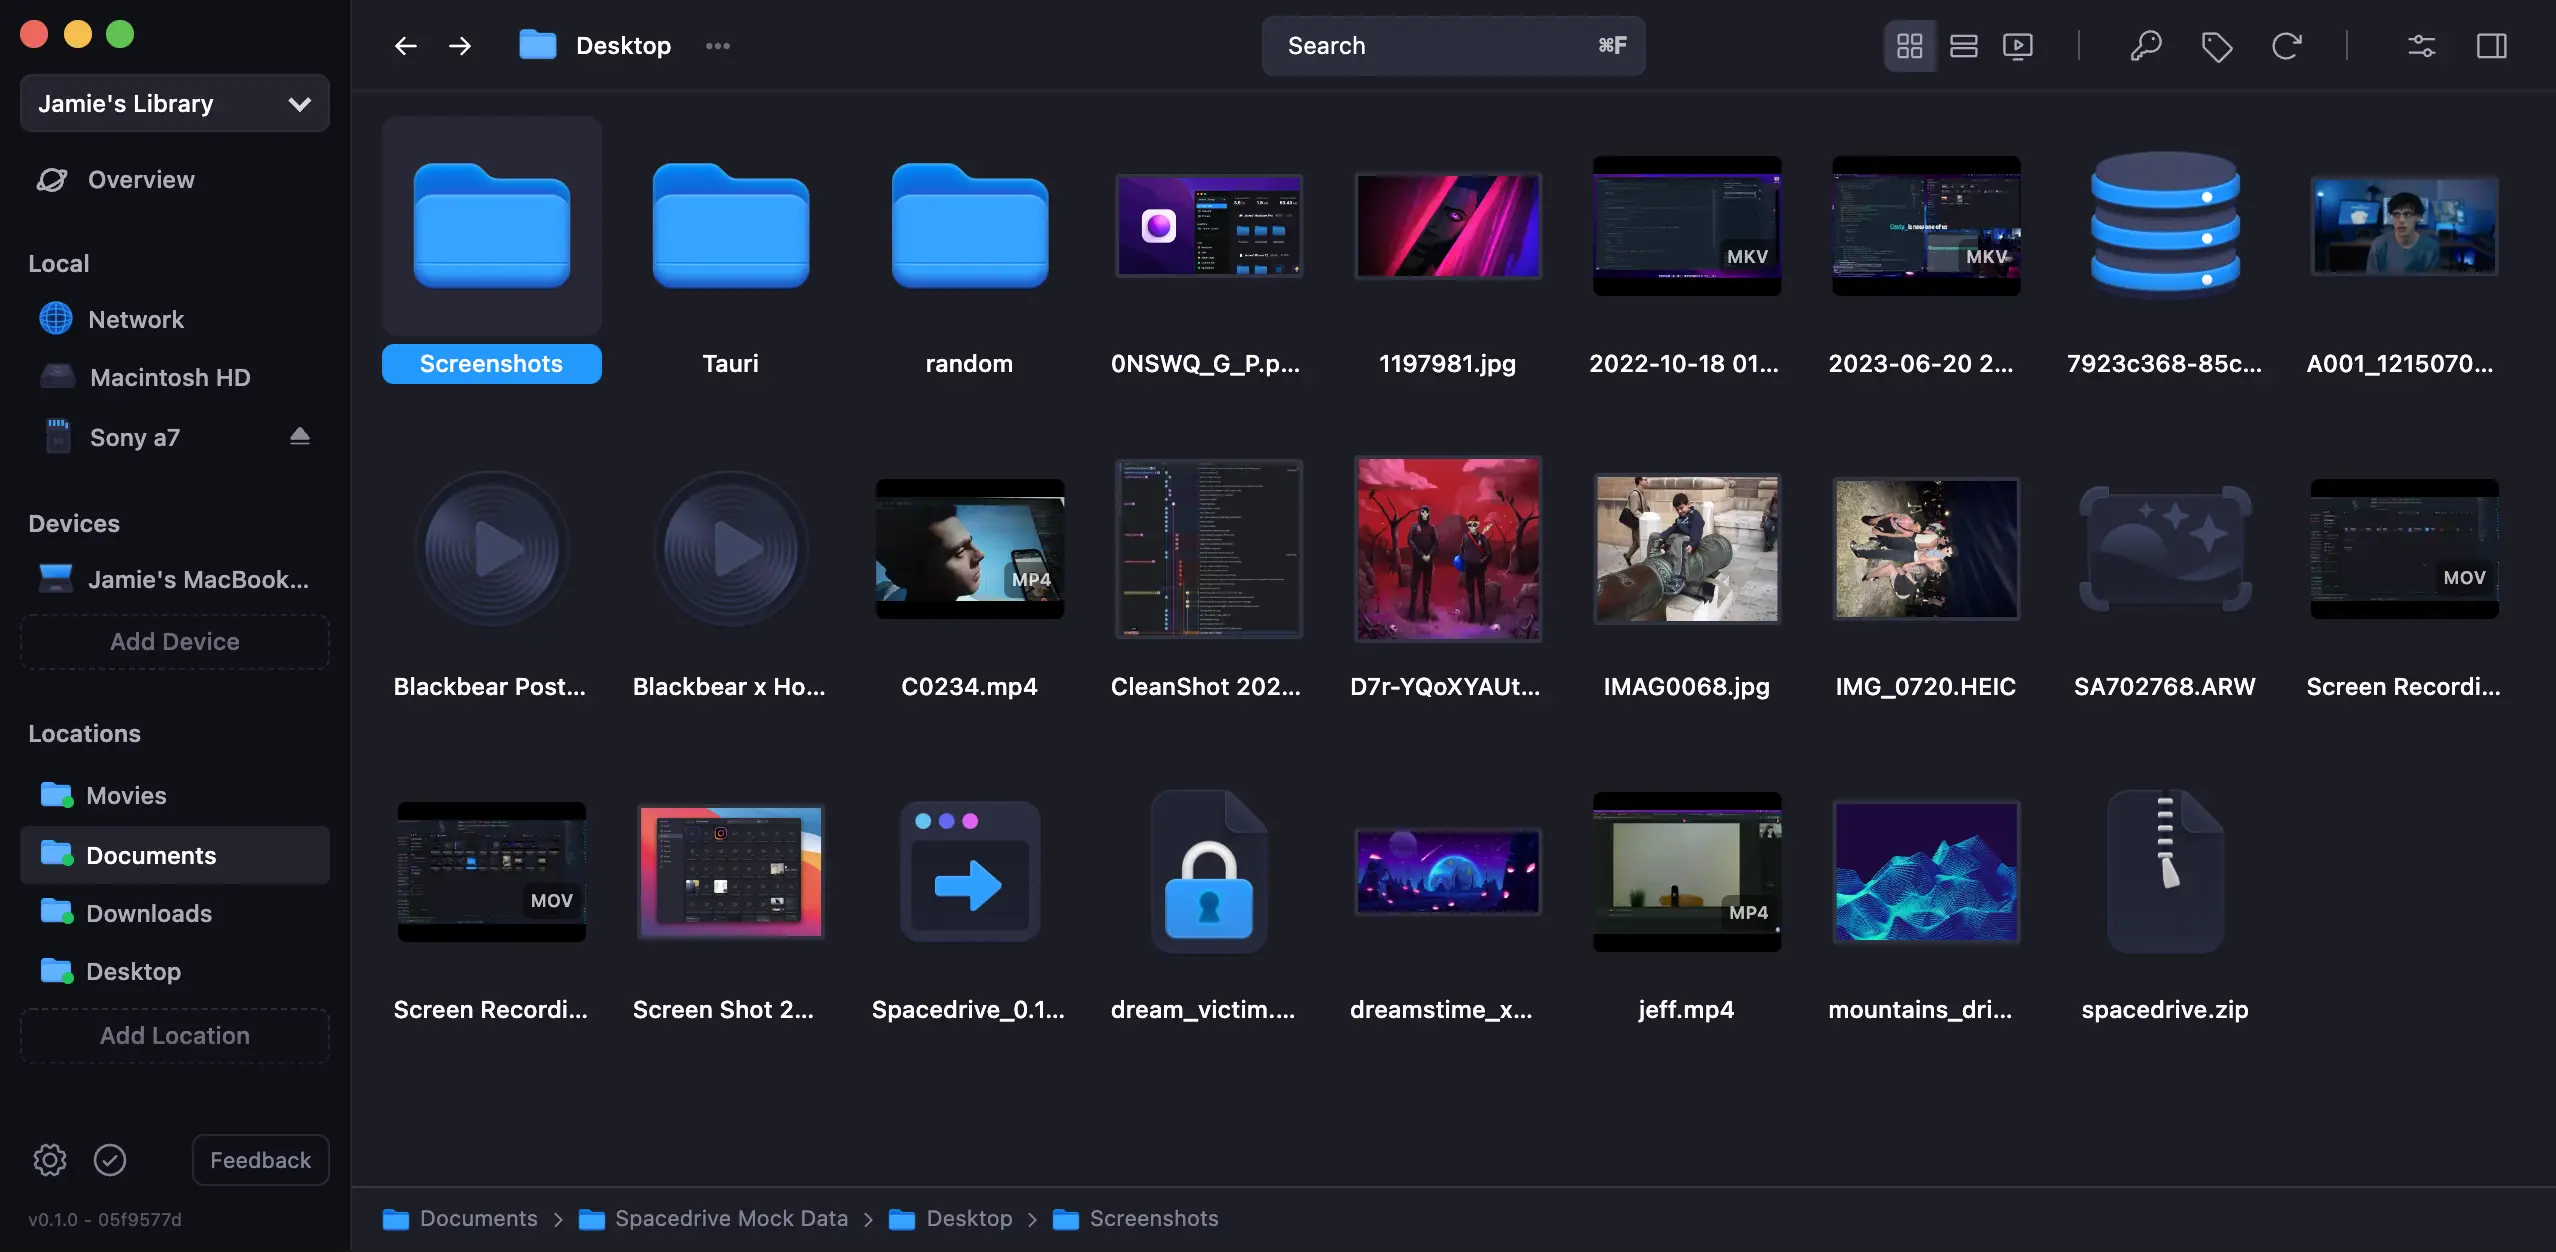 Jamie's Library
Overview
Local
Network
Macintosh HD
Sony a7
Devices
Jamie's MacBook...
Add Device
Locations
Movies
Documents
Downloads
Desktop
Add Location
Feedback
v0.1.0 - 05f9577d
Desktop
Search ⌘F
MKV
MKV
Screenshots
Tauri
random
0NSWQ_G_P.p...
1197981.jpg
2022-10-18 01...
2023-06-20 2...
7923c368-85c...
A001_1215070...
MP4
MOV
Blackbear Post...
Blackbear x Ho...
C0234.mp4
CleanShot 202...
D7r-YQoXYAUt...
IMAG0068.jpg
IMG_0720.HEIC
SA702768.ARW
Screen Recordi...
MOV
MP4
Screen Recordi...
Screen Shot 2...
Spacedrive_0.1...
dream_victim....
dreamstime_x...
jeff.mp4
mountains_dri...
spacedrive.zip
Documents > Spacedrive Mock Data > Desktop > Screenshots